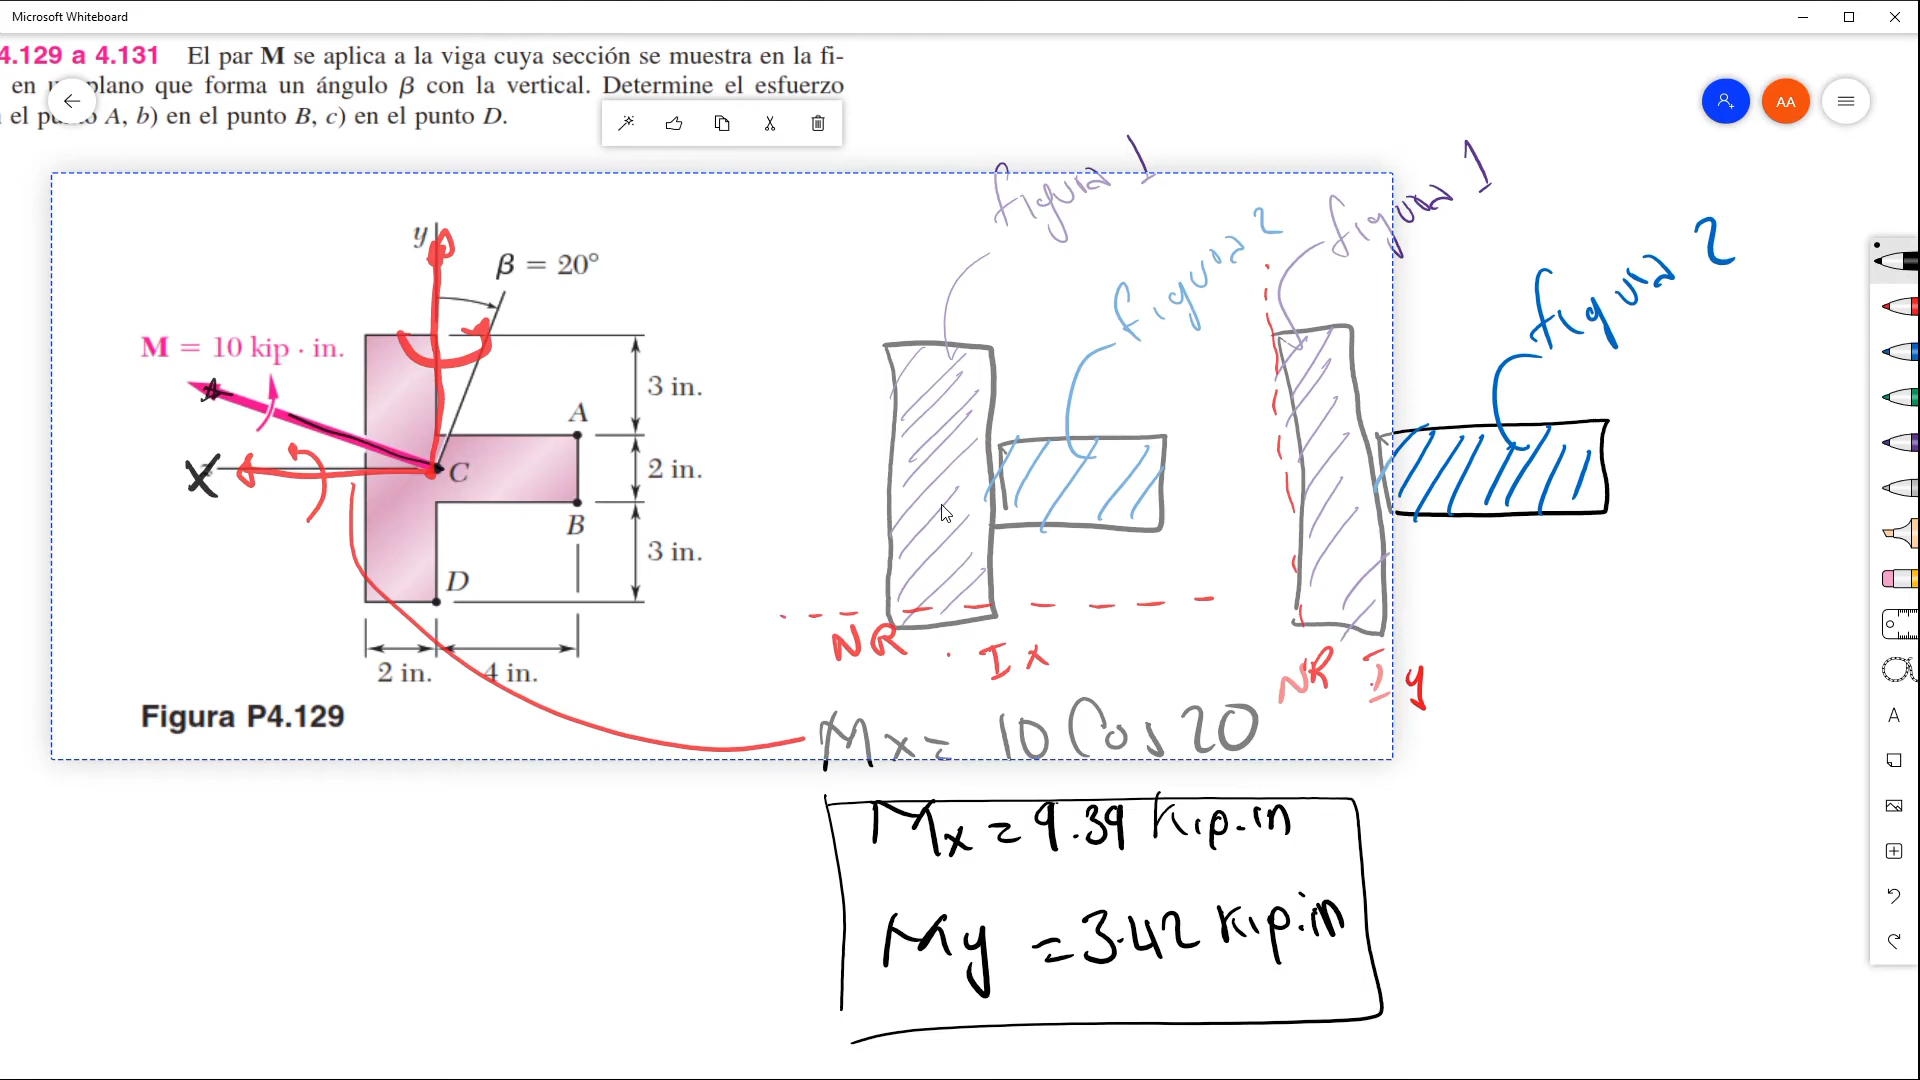 Microsoft Whiteboard
4.129 a 4.131 El par M se aplica a la viga cuya sección se muestra en la fi-
en plano que forma un ángulo β con la vertical. Determine el esfuerzo
el A, b) en el punto B, c) en el punto D.
AA
figura 1
figura 2
figura 1
figura 2
y
β = 20°
M = 10 kip · in.
3 in.
A
X
C
2 in.
B
3 in.
D
NR
Ix
NR Iy
2 in.
4 in.
Figura P4.129
Mx = 10 Cos 20
Mx = 9.39 Kip.in
My = 3.42 Kip.in
A